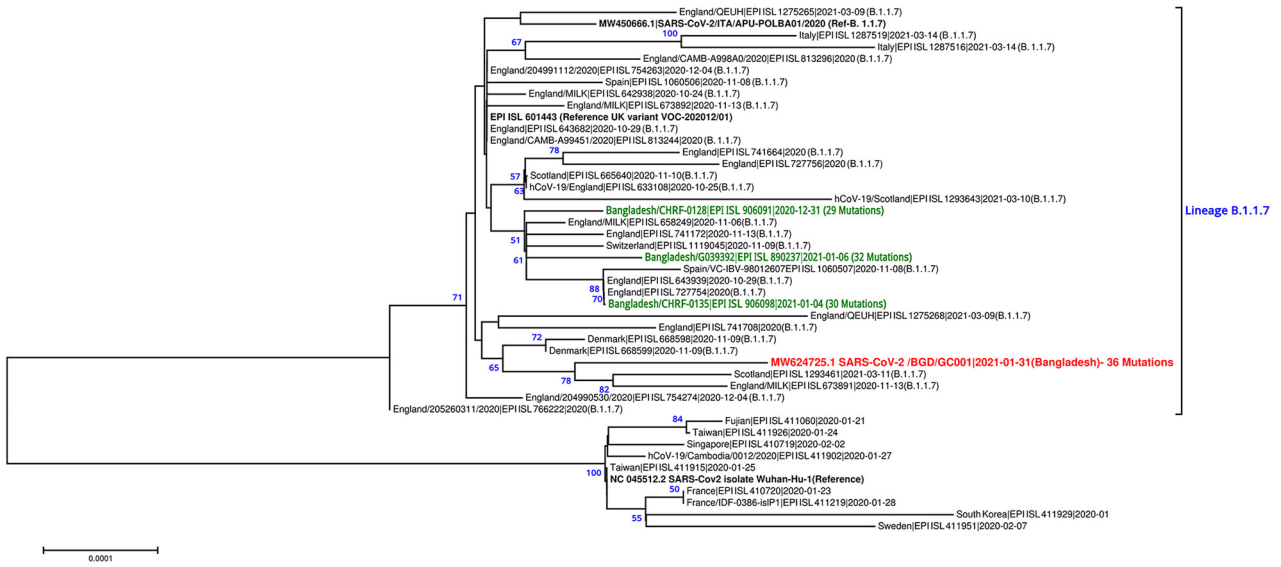 England/QEUH|EPI ISL 1275265|2021-03-09 (B.1.1.7)
MW450666.1|SARS-CoV-2/ITA/APU-POLBA01/2020 (Ref-B. 1.1.7)
100
Italy|EPI ISL 1287519|2021-03-14 (B.1.1.7)
67
Italy|EPI ISL 1287516|2021-03-14 (B.1.1.7)
England/CAMB-A998A0/2020|EPI ISL 813296|2020 (B.1.1.7)
England/204991112/2020|EPI ISL 754263|2020-12-04 (B.1.1.7)
Spain|EPI ISL 1060506|2020-11-08 (B.1.1.7)
England/MILK|EPI ISL 642938|2020-10-24 (B.1.1.7)
England/MILK|EPI ISL 673892|2020-11-13 (B.1.1.7)
EPI ISL 601443 (Reference UK variant VOC-202012/01)
England|EPI ISL 643682|2020-10-29 (B.1.1.7)
England/CAMB-A99451/2020|EPI ISL 813244|2020 (B.1.1.7)
78
England|EPI ISL 741664|2020 (B.1.1.7)
England|EPI ISL 727756|2020 (B.1.1.7)
57
Scotland|EPI ISL 665640|2020-11-10(B.1.1.7)
63
hCoV-19/England|EPI ISL 633108|2020-10-25(B.1.1.7)
hCoV-19/Scotland|EPI ISL 1293643|2021-03-10(B.1.1.7)
Bangladesh/CHRF-0128|EPI ISL 906091|2020-12-31 (29 Mutations)
Lineage B.1.1.7
England/MILK|EPI ISL 658249|2020-11-06(B.1.1.7)
51
England|EPI ISL 741172|2020-11-13(B.1.1.7)
Switzerland|EPI ISL 1119045|2020-11-09(B.1.1.7)
61
Bangladesh/G039392|EPI ISL 890237|2021-01-06 (32 Mutations)
Spain/VC-IBV-98012607EPI ISL 1060507|2020-11-08(B.1.1.7)
England|EPI ISL 643939|2020-10-29(B.1.1.7)
88
England|EPI ISL 727754|2020(B.1.1.7)
71
70
Bangladesh/CHRF-0135|EPI ISL 906098|2021-01-04 (30 Mutations)
England/QEUH|EPI ISL 1275268|2021-03-09(B.1.1.7)
England|EPI ISL 741708|2020(B.1.1.7)
72
Denmark|EPI ISL 668598|2020-11-09(B.1.1.7)
Denmark|EPI ISL 668599|2020-11-09(B.1.1.7)
65
MW624725.1 SARS-CoV-2 /BGD/GC001|2021-01-31(Bangladesh)- 36 Mutations
78
Scotland|EPI ISL 1293461|2021-03-11(B.1.1.7)
82
England/MILK|EPI ISL 673891|2020-11-13(B.1.1.7)
England/204990530/2020|EPI ISL 754274|2020-12-04(B.1.1.7)
England/205260311/2020|EPI ISL 766222|2020(B.1.1.7)
84
Fujian|EPI ISL 411060|2020-01-21
Taiwan|EPI ISL 411926|2020-01-24
Singapore|EPI ISL 410719|2020-02-02
hCoV-19/Cambodia/0012/2020|EPI ISL 411902|2020-01-27
Taiwan|EPI ISL 411915|2020-01-25
100
NC 045512.2 SARS-Cov2 isolate Wuhan-Hu-1(Reference)
50
France|EPI ISL 410720|2020-01-23
France/IDF-0386-islP1|EPI ISL 411219|2020-01-28
55
South Korea|EPI ISL 411929|2020-01
Sweden|EPI ISL 411951|2020-02-07
0.0001